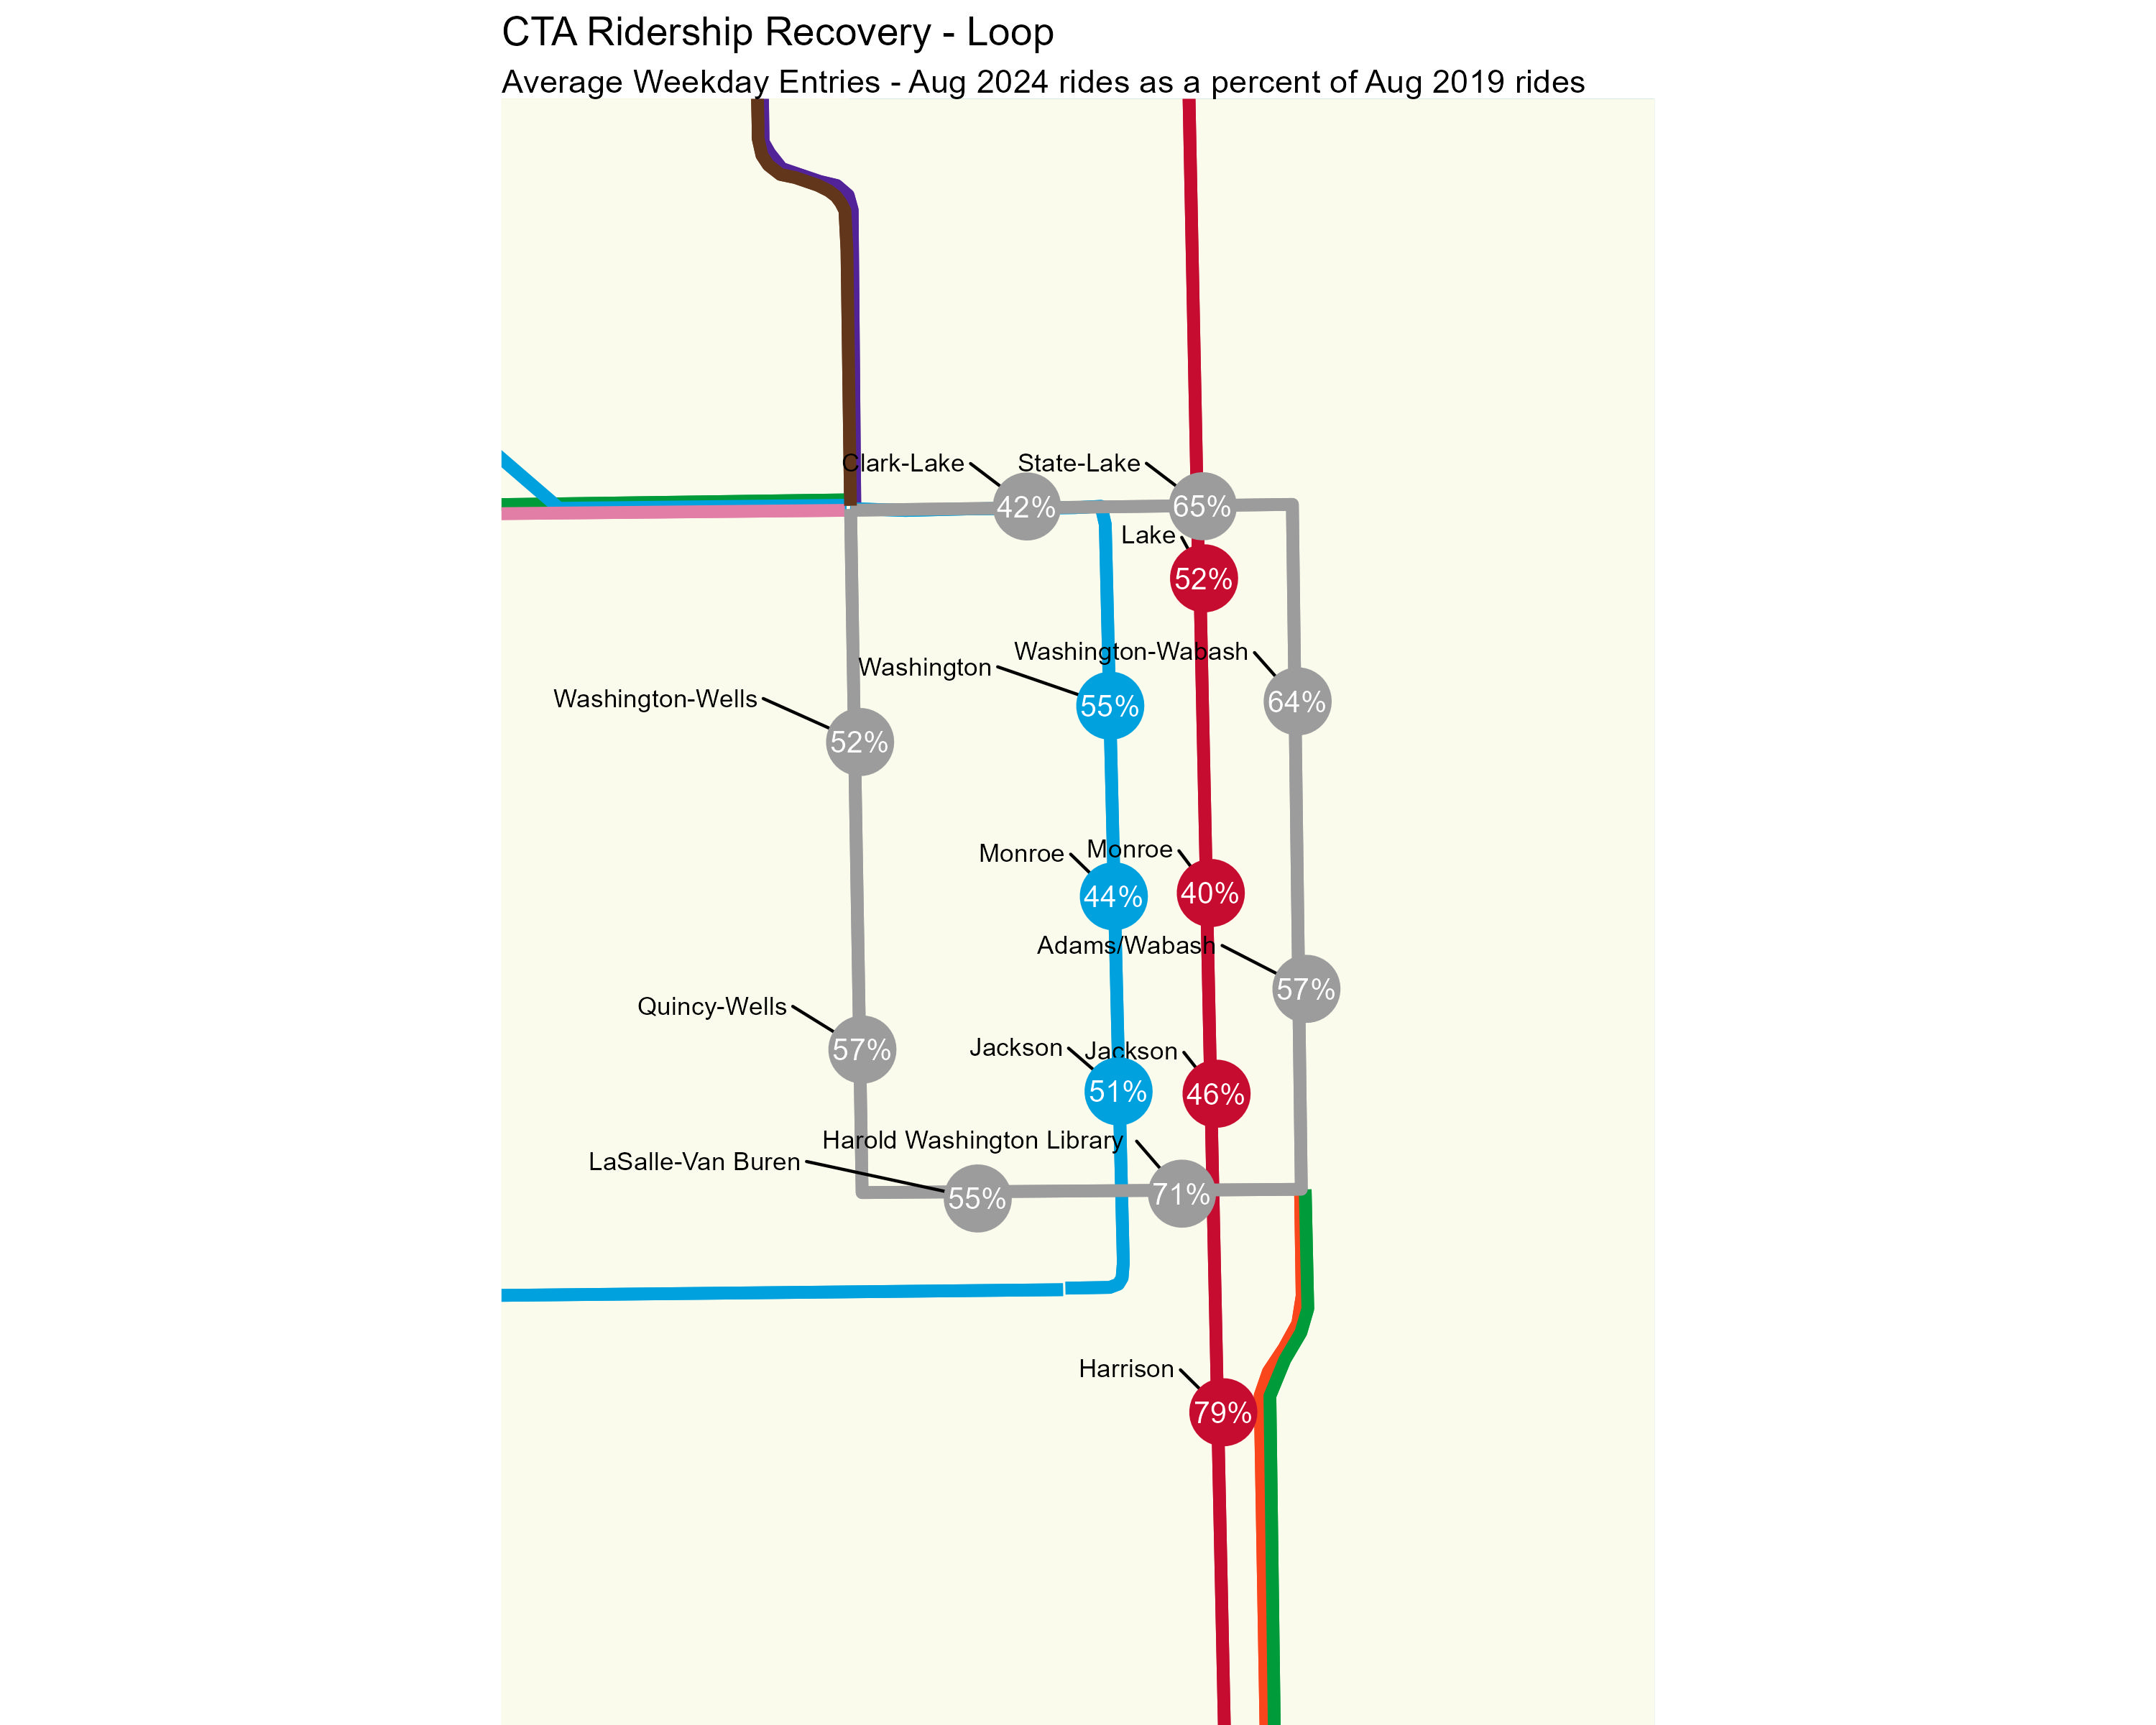 CTA Ridership Recovery - Loop
Average Weekday Entries - Aug 2024 rides as a percent of Aug 2019 rides
Clark-Lake
State-Lake
42%
65%
Lake
52%
Washington-Wabash
Washington
Washington-Wells
64%
55%
52%
Monroe
Monroe
44%
40%
Adams/Wabash
57%
Quincy-Wells
57%
Jackson
Jackson
51%
46%
Harold Washington Library
LaSalle-Van Buren
55%
71%
Harrison
79%